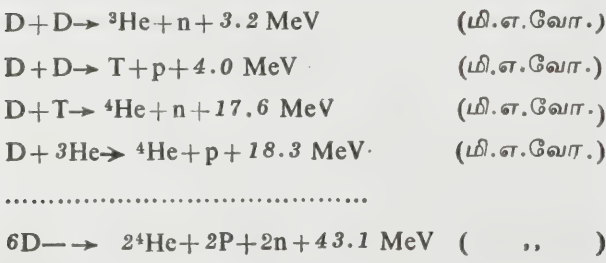 D+D→ ³He+n+3.2 MeV (மி.எ.வோ.)
D+D→ T+p+4.0 MeV (மி.எ.வோ.)
D+T→ ⁴He+n+17.6 MeV (மி.எ.வோ.)
D+3He→ ⁴He+p+18.3 MeV (மி.எ.வோ.)
..........................................
6D—→ 2⁴He+2P+2n+43.1 MeV ( ,, )